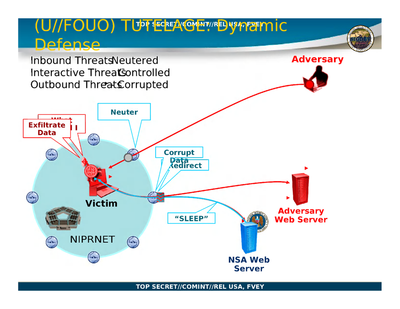 (U//FOUO) TUTELAGE: Dynamic
Defense
TOP SECRET//COMINT//REL USA, FVEY
Inbound Threats Neutered
Interactive Threats Controlled
Outbound Threats Corrupted
Adversary
Neuter
Exfiltrate
Data
Corrupt
Data
Redirect
Victim
Adversary
Web Server
"SLEEP"
NIPRNET
NSA Web
Server
TOP SECRET//COMINT//REL USA, FVEY